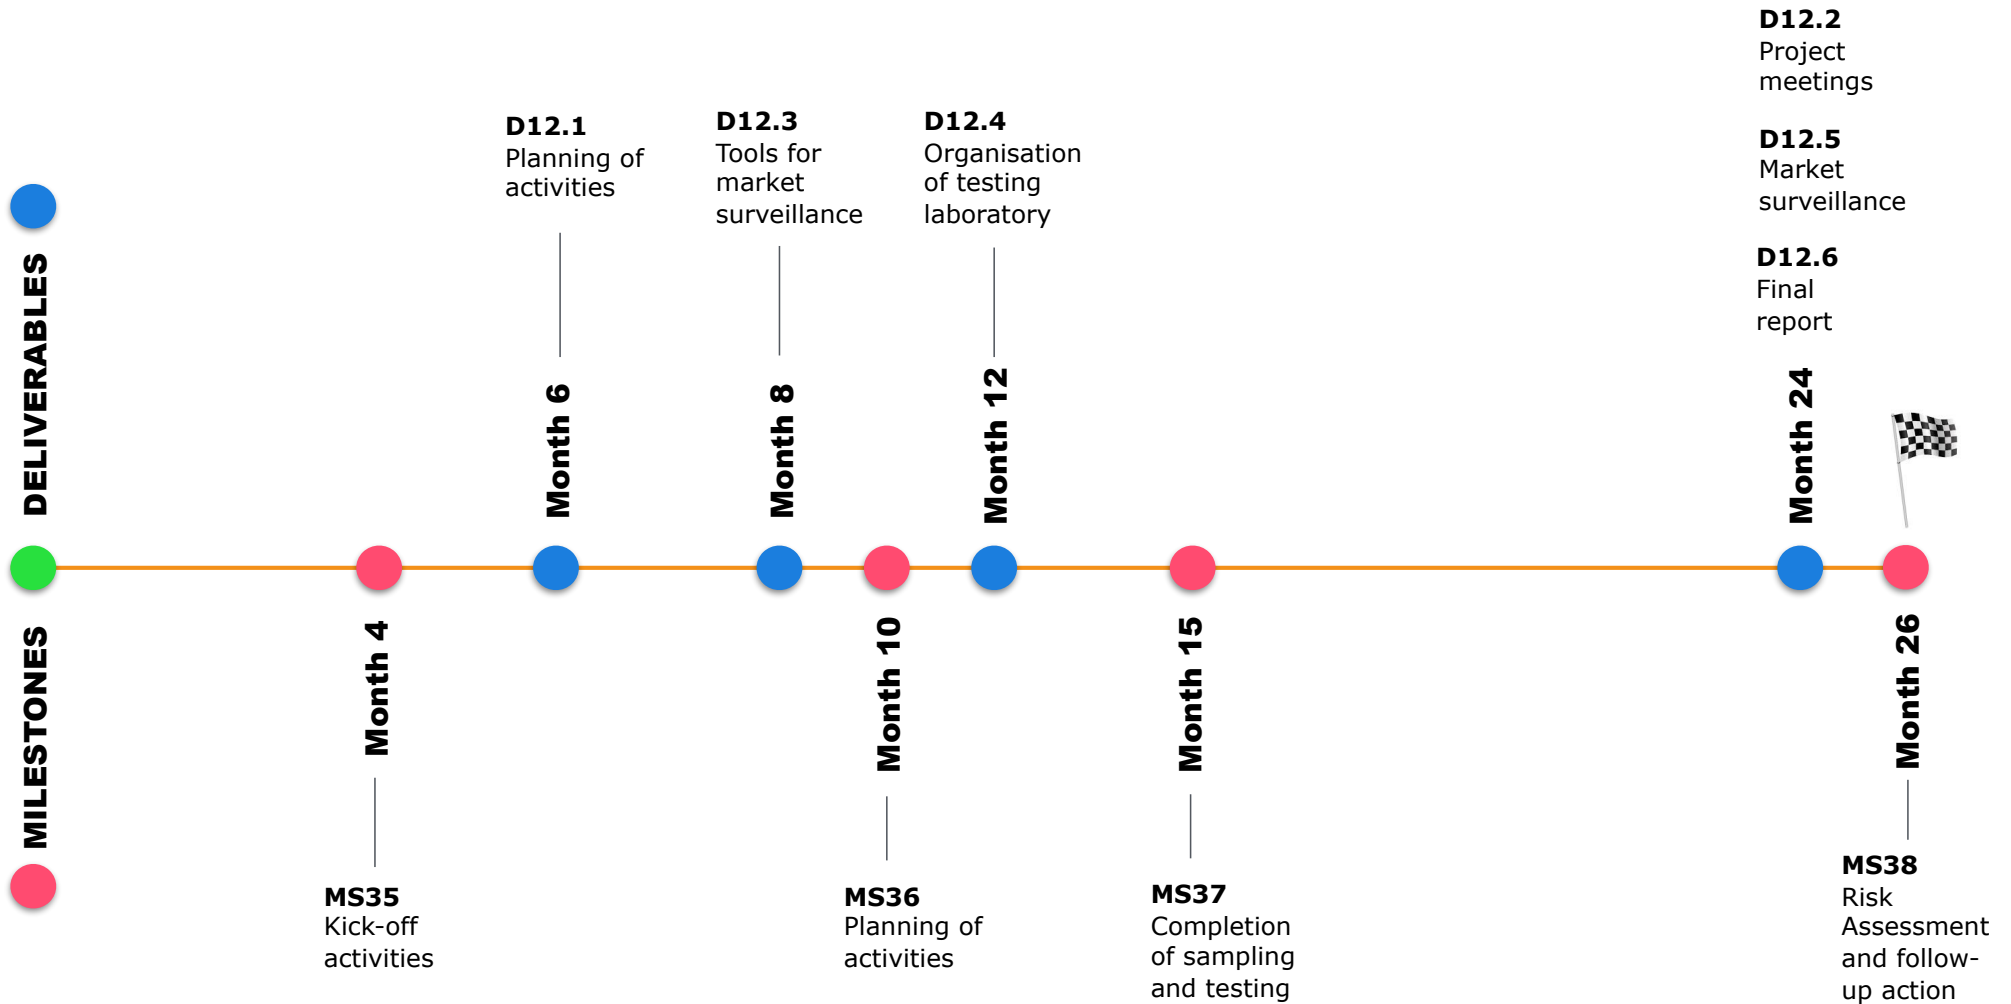 DELIVERABLES
MILESTONES
MS35
Kick-off
activities
Month 4
D12.1
Planning of
activities
Month 6
D12.3
Tools for
market
surveillance
Month 8
Month 10
MS36
Planning of
activities
D12.4
Organisation
of testing
laboratory
Month 12
Month 15
MS37
Completion
of sampling
and testing
D12.2
Project
meetings
D12.5
Market
surveillance
D12.6
Final
report
Month 24
Month 26
MS38
Risk
Assessment
and follow-
up action